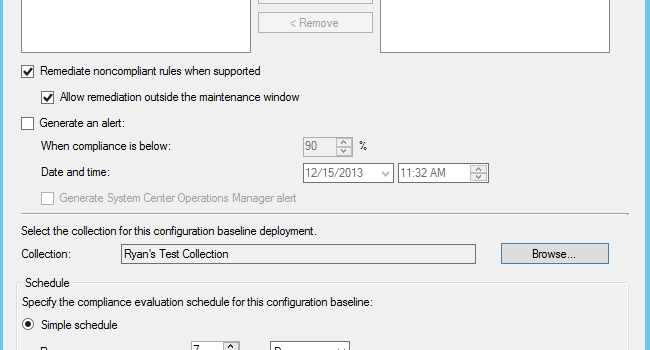 < Remove
Remediate noncompliant rules when supported
Allow remediation outside the maintenance window
Generate an alert:
When compliance is below: 90 %
Date and time: 12/15/2013 11:32 AM
Generate System Center Operations Manager alert
Select the collection for this configuration baseline deployment.
Collection: Ryan's Test Collection Browse...
Schedule
Specify the compliance evaluation schedule for this configuration baseline:
Simple schedule
7